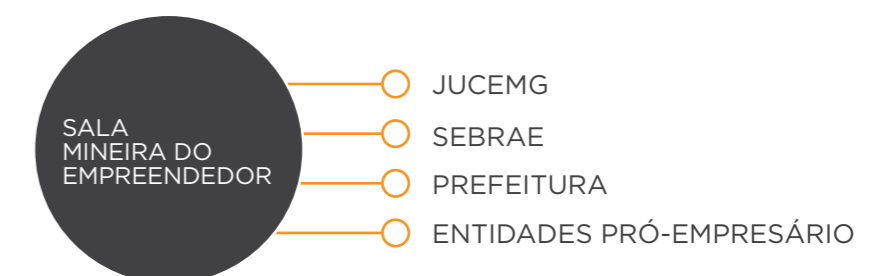 SALA
MINEIRA DO
EMPREENDEDOR
JUCEMG
SEBRAE
PREFEITURA
ENTIDADES PRÓ-EMPRESÁRIO